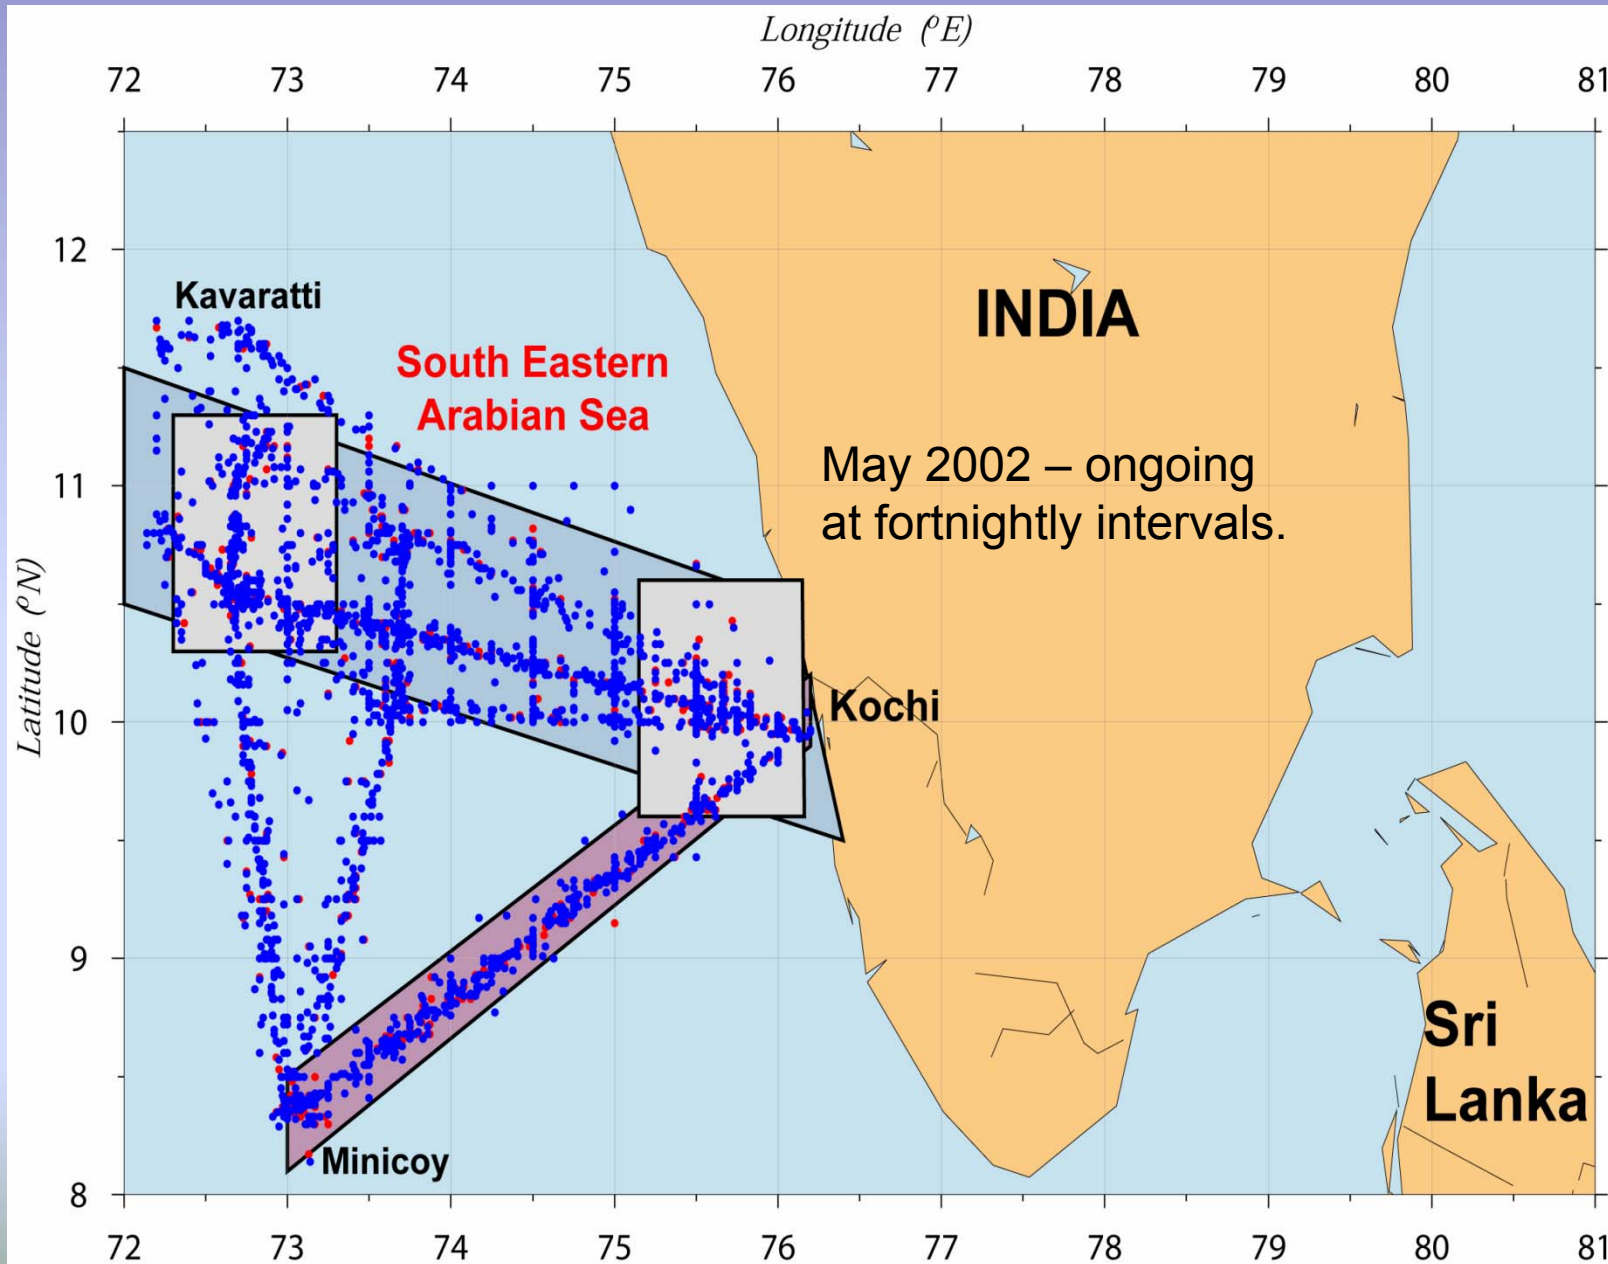 Longitude (ºE)
72 73 74 75 76 77 78 79 80 81
12
Kavaratti
INDIA
South Eastern
Arabian Sea
May 2002 – ongoing
at fortnightly intervals.
11
Latitude (ºN)
10
Kochi
9
Sri
Lanka
Minicoy
8
72 73 74 75 76 77 78 79 80 81